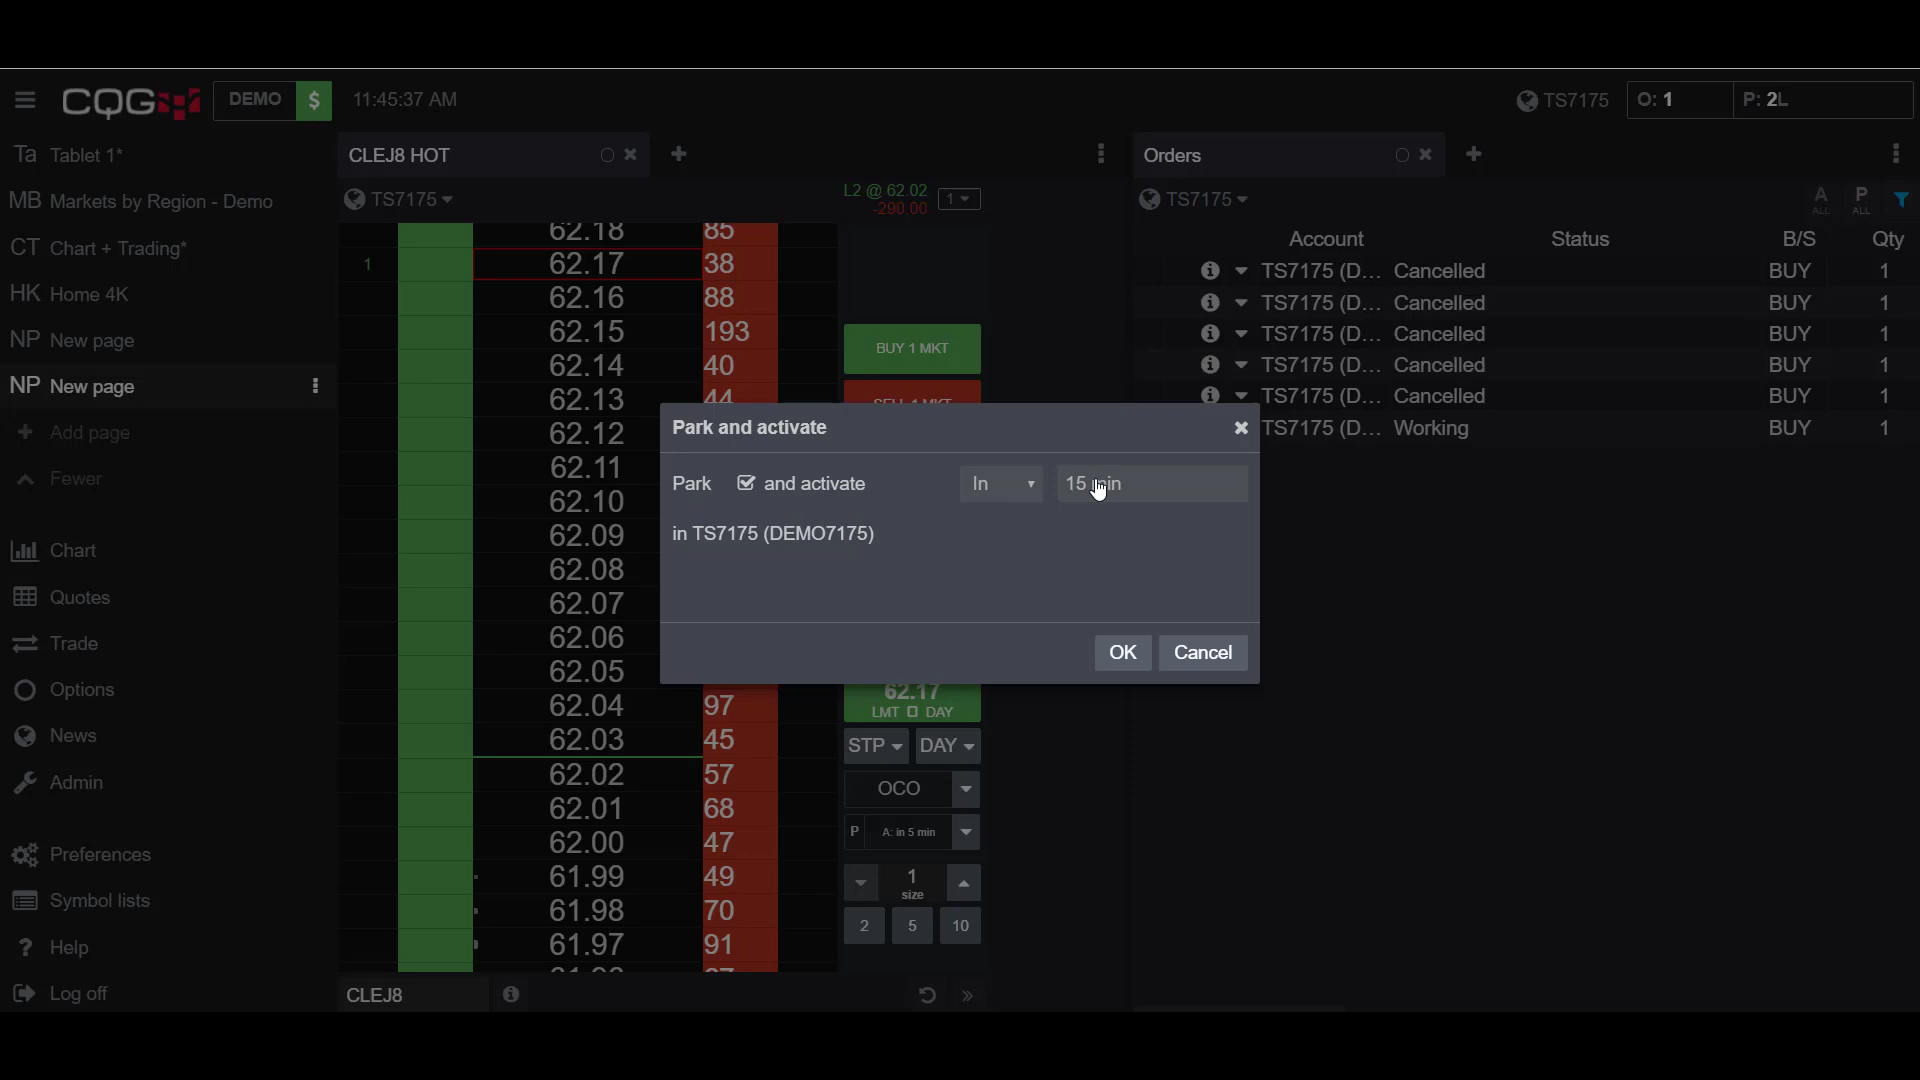 CQG DEMO $ 11:45:37 AM TS7175 O: 1 P: 2L
Ta Tablet 1*
MB Markets by Region - Demo
CT Chart + Trading*
HK Home 4K
NP New page
NP New page
Add page
Fewer
Chart
Quotes
Trade
Options
News
Admin
Preferences
Symbol lists
? Help
Log off
CLEJ8 HOT
TS7175
L2 @ 62.02
-290.00
1
62.18 85
1 62.17 38
62.16 88
62.15 193
62.14 40
62.13 44
62.12
62.11
62.10
62.09
62.08
62.07
62.06
62.05
62.04 97
62.03 45
62.02 57
62.01 68
62.00 47
61.99 49
61.98 70
61.97 91
BUY 1 MKT
SELL 1 MKT
62.17
LMT DAY
STP DAY
OCO
P A: in 5 min
1
size
2 5 10
CLEJ8
Orders
TS7175
A ALL P ALL
Account Status B/S Qty
TS7175 (D... Cancelled BUY 1
TS7175 (D... Cancelled BUY 1
TS7175 (D... Cancelled BUY 1
TS7175 (D... Cancelled BUY 1
TS7175 (D... Cancelled BUY 1
TS7175 (D... Working BUY 1
Park and activate
Park and activate In 15 min
in TS7175 (DEMO7175)
OK Cancel